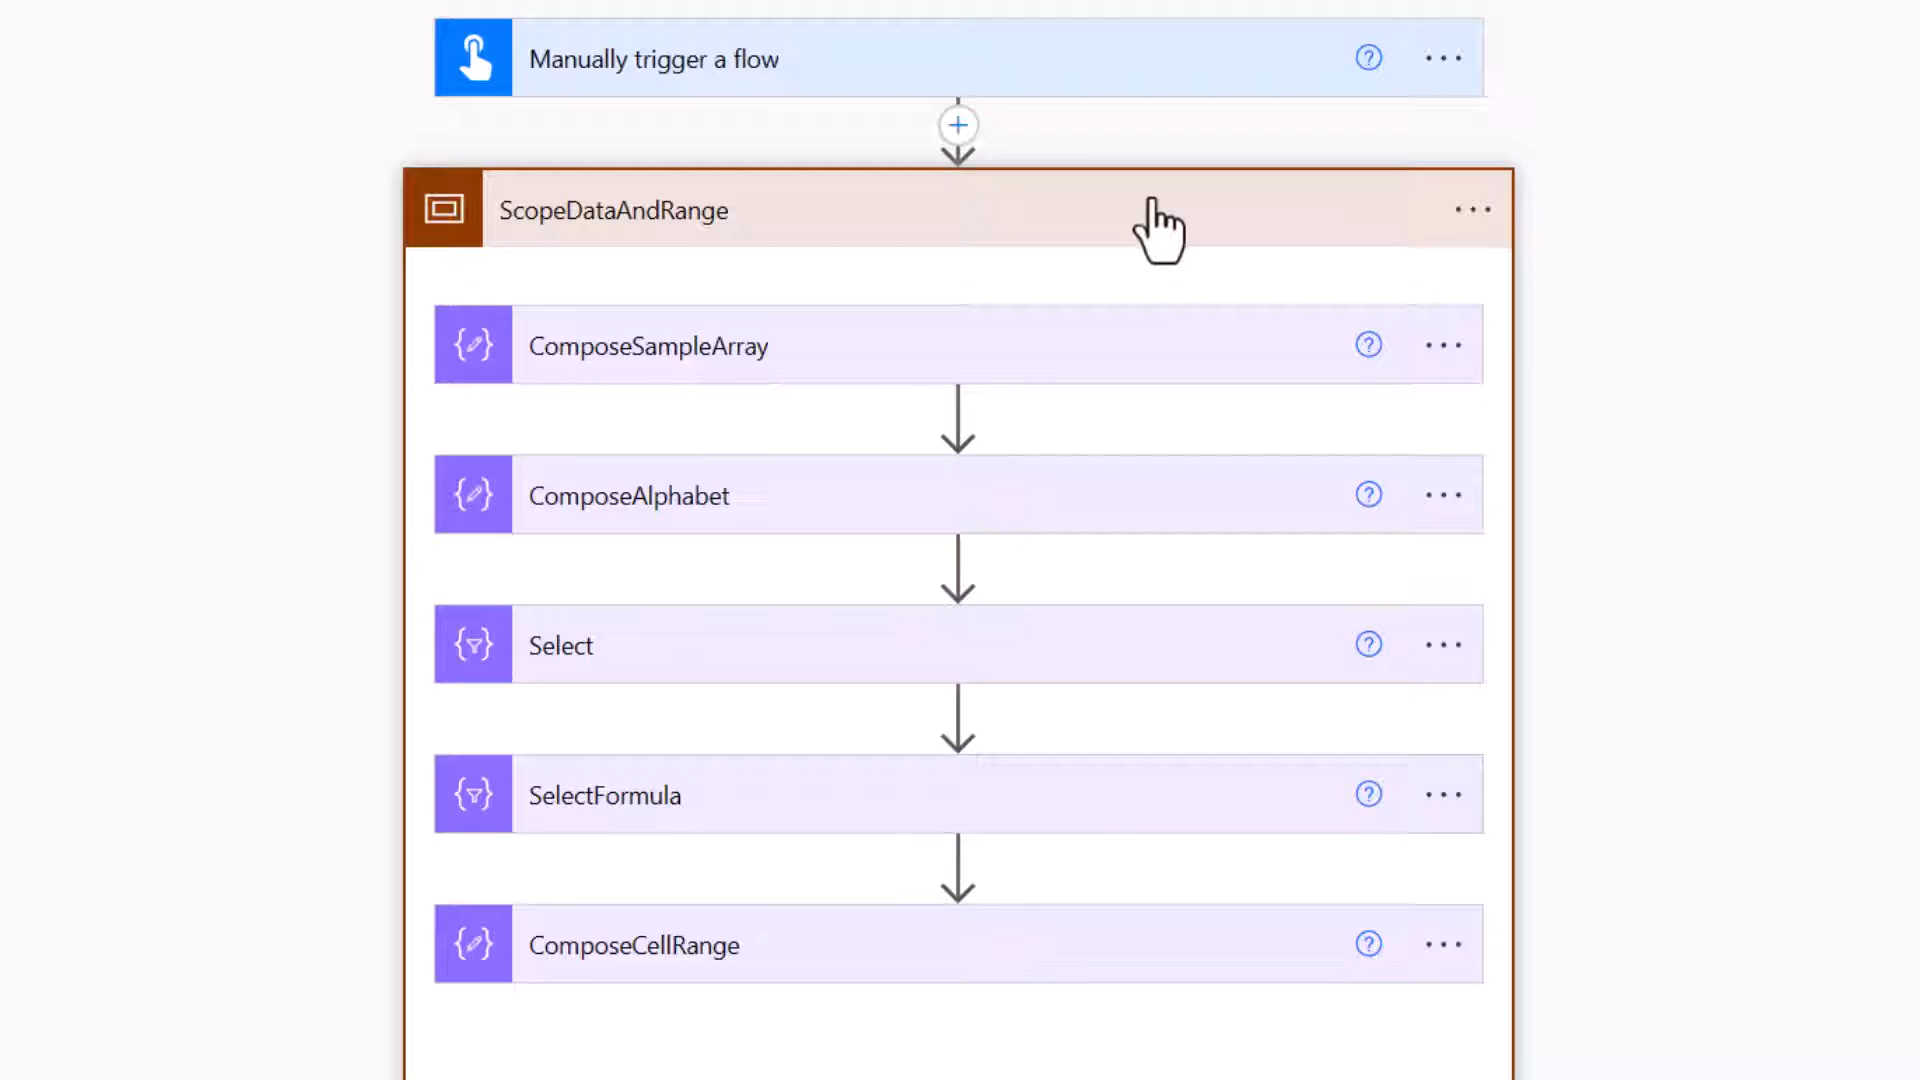 Manually trigger a flow
ScopeDataAndRange
ComposeSampleArray
ComposeAlphabet
Select
SelectFormula
ComposeCellRange